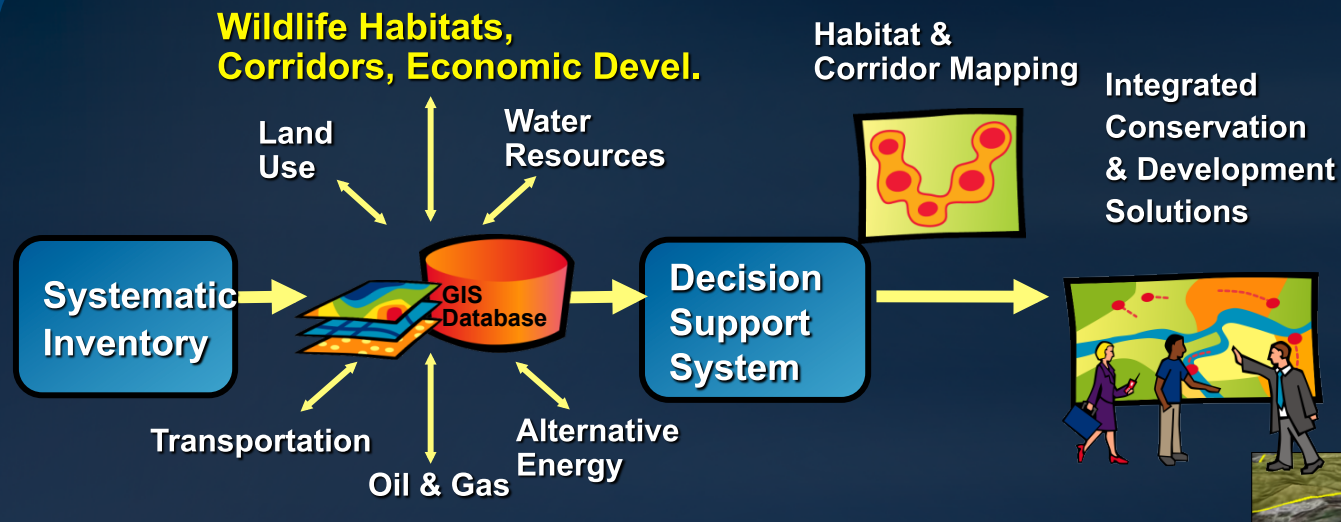 Wildlife Habitats,
Corridors, Economic Devel.
Land
Use
Water
Resources
Habitat &
Corridor Mapping
Integrated
Conservation
& Development
Solutions
Systematic
Inventory
GIS
Database
Decision
Support
System
Transportation
Oil & Gas
Alternative
Energy